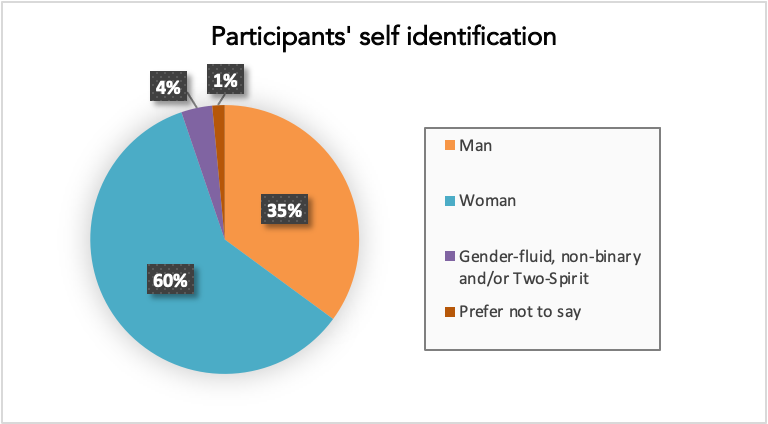 Participants' self identification
4%
1%
35%
60%
Man
Woman
Gender-fluid, non-binary
and/or Two-Spirit
Prefer not to say